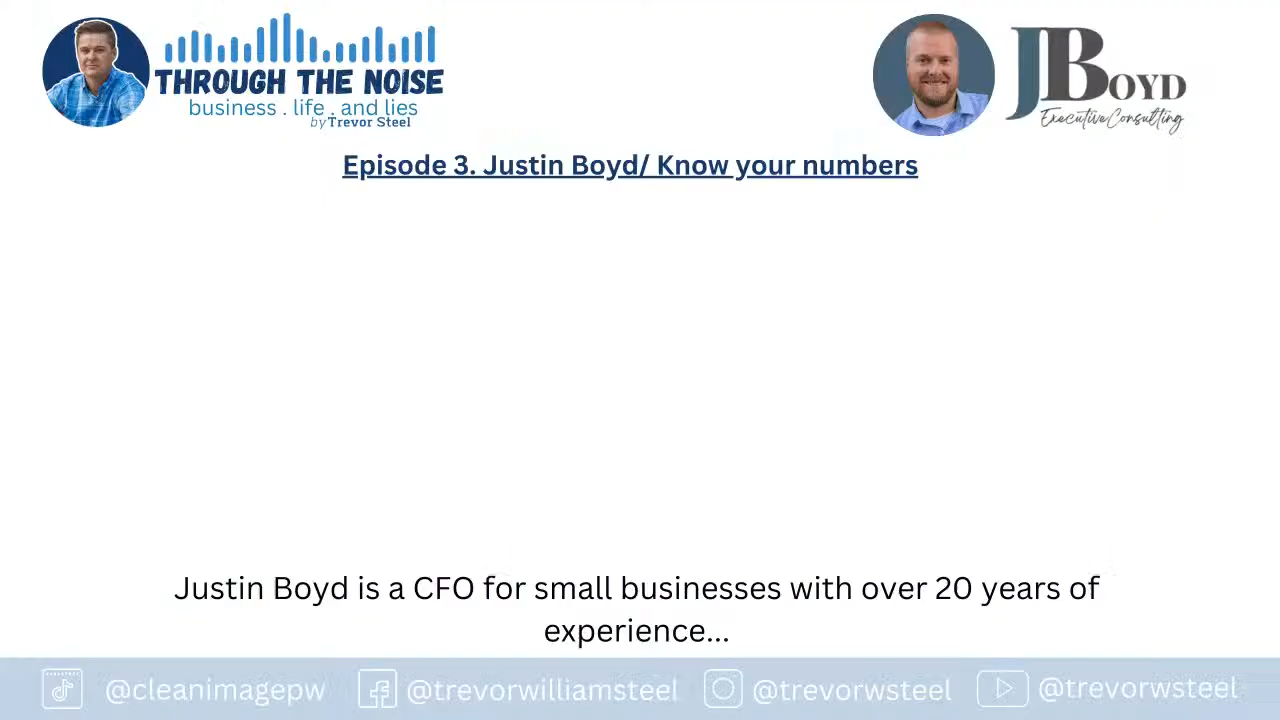 THROUGH THE NOISE
business . life . and lies
by Trevor Steel
JBOYD
Executive Consulting
Episode 3. Justin Boyd/ Know your numbers
Justin Boyd is a CFO for small businesses with over 20 years of
experience...
@cleanimagepw
@trevorwilliamsteel
@trevorwsteel
@trevorwsteel